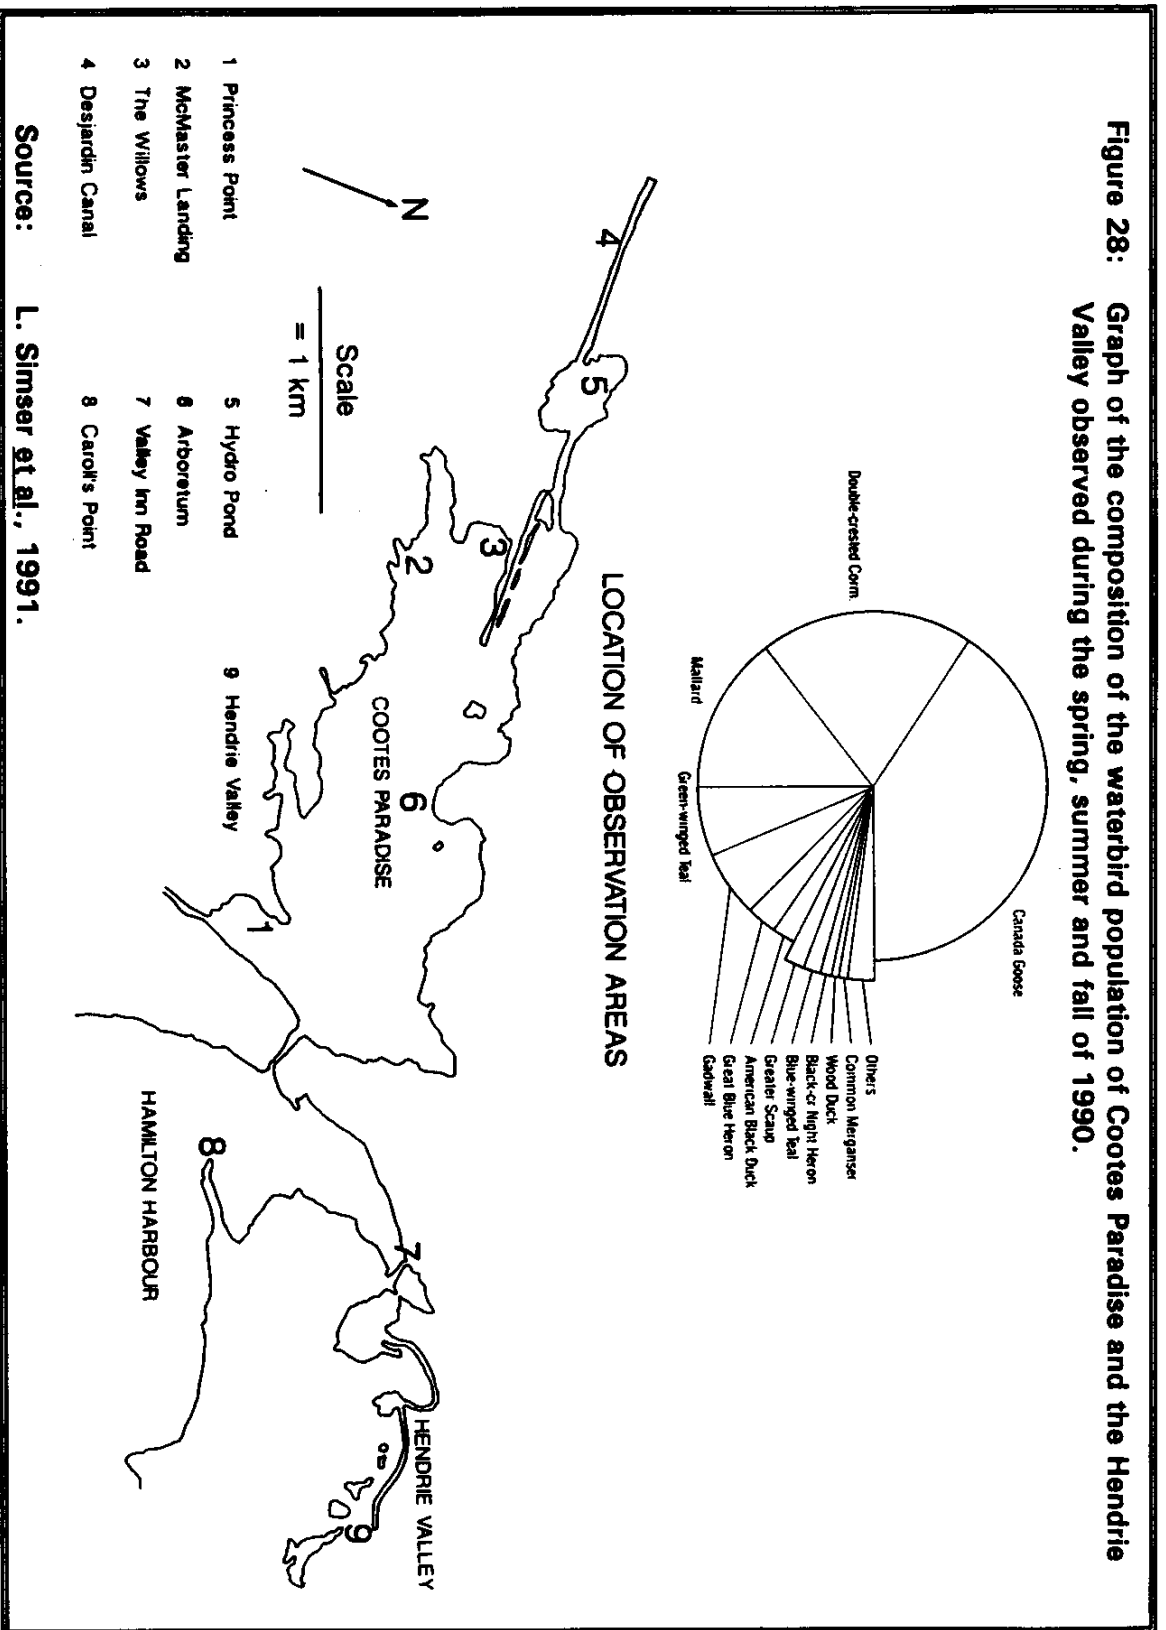 Figure 28: Graph of the composition of the waterbird population of Cootes Paradise and the Hendrie
Valley observed during the spring, summer and fall of 1990.
Double-crested Corm.
Canada Goose
Mallard
Green-winged Teal
Others
Common Merganser
Wood Duck
Black-cr Night Heron
Blue-winged Teal
Greater Scaup
American Black Duck
Great Blue Heron
Gadwall
LOCATION OF OBSERVATION AREAS
4
5
3
2
COOTES PARADISE
6
1
7
8
9
HENDRIE VALLEY
HAMILTON HARBOUR
N
Scale
= 1 km
1 Princess Point
2 McMaster Landing
3 The Willows
4 Desjardin Canal
5 Hydro Pond
6 Arboretum
7 Valley Inn Road
8 Caroll's Point
9 Hendrie Valley
Source: L. Simser et al., 1991.